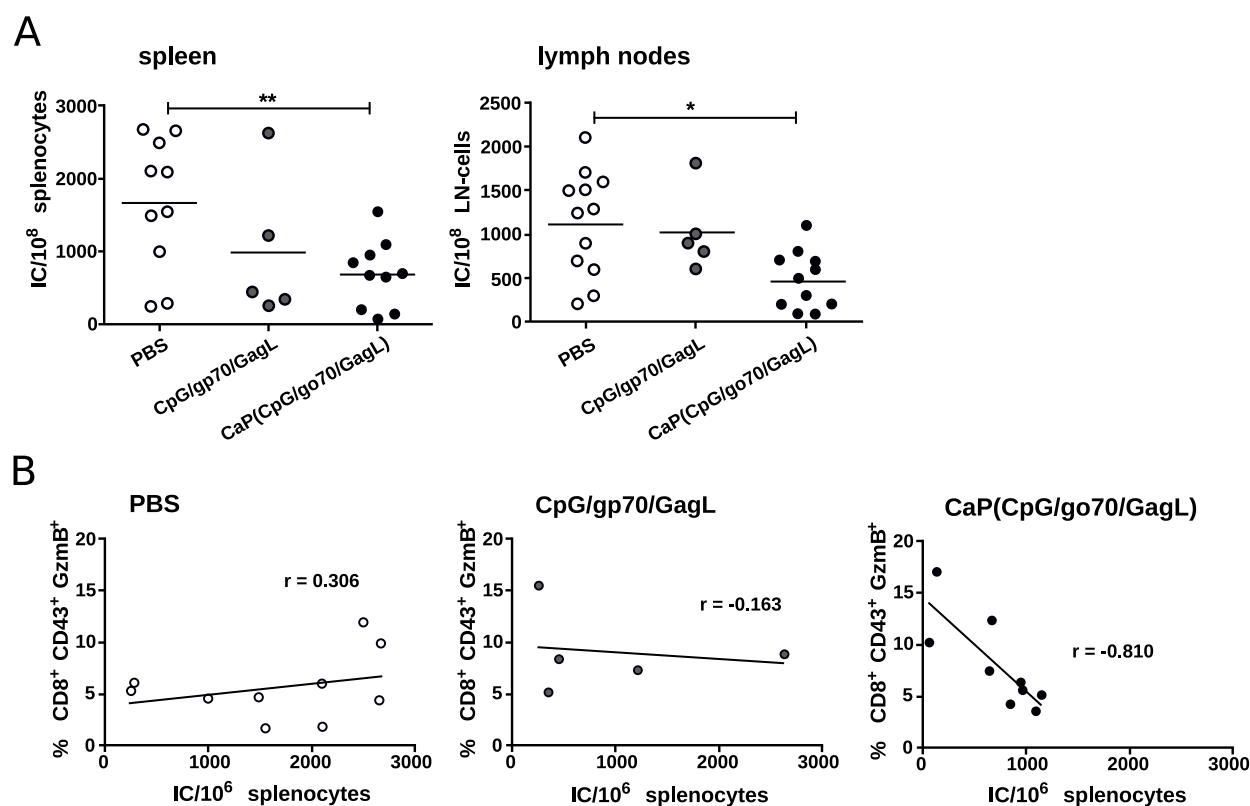 A
spleen
lymph nodes
**
*
IC/10⁸ splenocytes
3000
2000
1000
0
PBS
CpG/gp70/GagL
CaP(CpG/go70/GagL)
IC/10⁸ LN-cells
2500
2000
1500
1000
500
0
PBS
CpG/gp70/GagL
CaP(CpG/go70/GagL)
B
PBS
CpG/gp70/GagL
CaP(CpG/go70/GagL)
% CD8⁺ CD43⁺ GzmB⁺
20
15
10
5
0
r = 0.306
0 1000 2000 3000
IC/10⁶ splenocytes
% CD8⁺ CD43⁺ GzmB⁺
20
15
10
5
0
r = -0.163
0 1000 2000 3000
IC/10⁶ splenocytes
% CD8⁺ CD43⁺ GzmB⁺
20
15
10
5
0
r = -0.810
0 1000 2000 3000
IC/10⁶ splenocytes